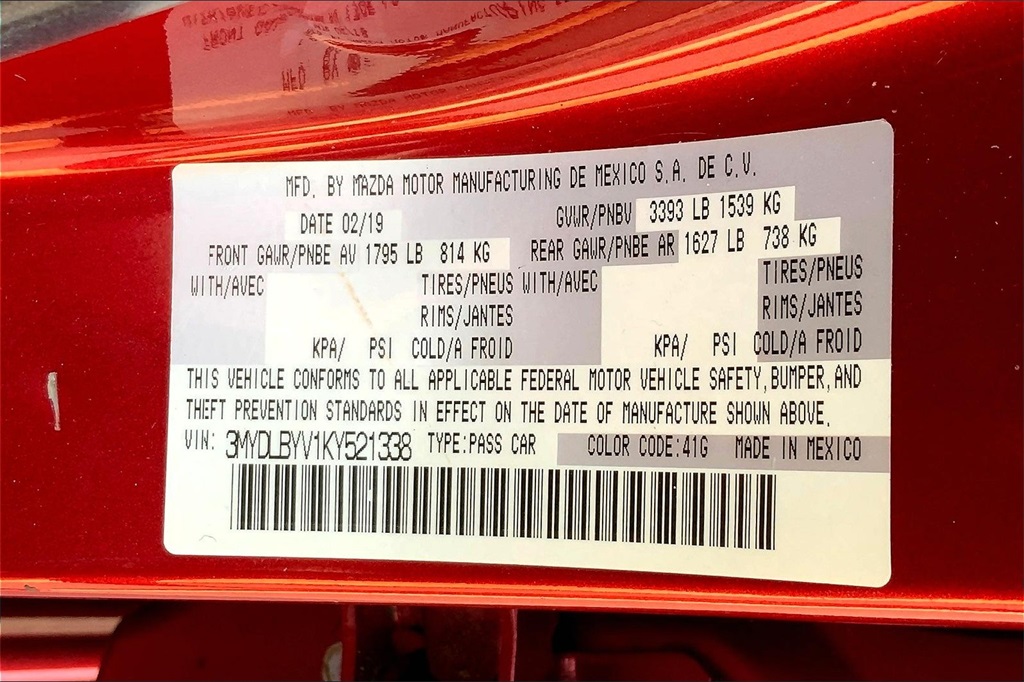 MFD. BY MAZDA MOTOR MANUFACTURING DE MEXICO S.A. DE C.V.
DATE 02/19 GVWR/PNBV 3393 LB 1539 KG
FRONT GAWR/PNBE AV 1795 LB 814 KG REAR GAWR/PNBE AR 1627 LB 738 KG
WITH/AVEC TIRES/PNEUS WITH/AVEC TIRES/PNEUS
RIMS/JANTES RIMS/JANTES
KPA/ PSI COLD/A FROID KPA/ PSI COLD/A FROID
THIS VEHICLE CONFORMS TO ALL APPLICABLE FEDERAL MOTOR VEHICLE SAFETY, BUMPER, AND
THEFT PREVENTION STANDARDS IN EFFECT ON THE DATE OF MANUFACTURE SHOWN ABOVE.
VIN: 3MYDLBYV1KY521338 TYPE:PASS CAR COLOR CODE:41G MADE IN MEXICO